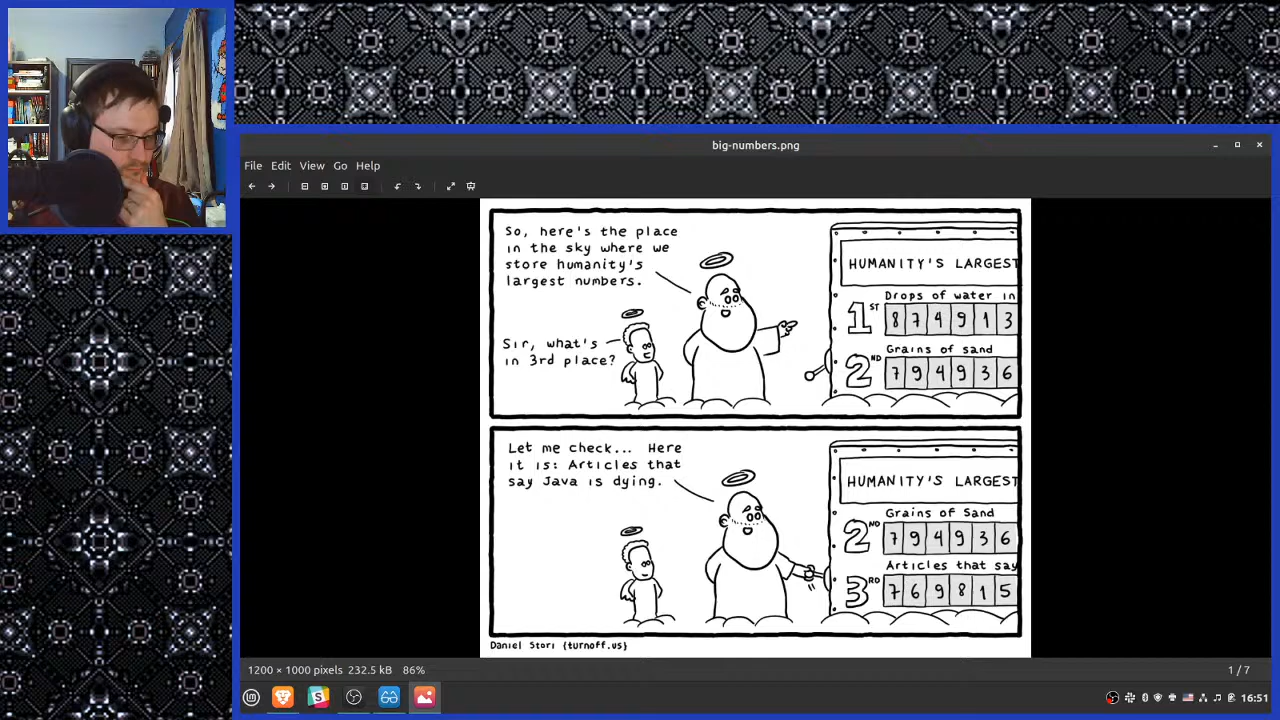 big-numbers.png
File Edit View Go Help
So, here's the place
in the sky where we
store humanity's
largest numbers.
Sir, what's
in 3rd place?
HUMANITY'S LARGEST
Drops of water in
1ST
8 7 4 9 1 3
Grains of sand
2ND
7 9 4 9 3 6
Let me check... Here
it is: Articles that
say Java is dying.
HUMANITY'S LARGEST
Grains of Sand
2ND
7 9 4 9 3 6
Articles that say
3RD
7 6 9 8 1 5
Daniel Stori {turnoff.us}
1200 × 1000 pixels 232.5 kB 86%
1 / 7
16:51